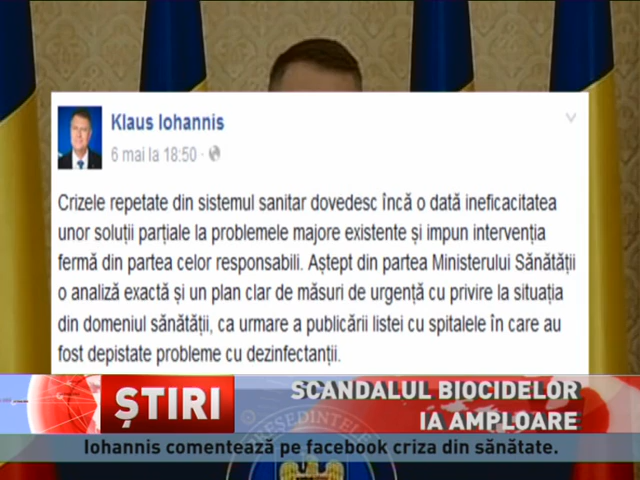 Klaus Iohannis
6 mai la 18:50 ·
Crizele repetate din sistemul sanitar dovedesc încă o dată ineficacitatea
unor soluții parțiale la problemele majore existente și impun intervenția
fermă din partea celor responsabili. Aștept din partea Ministerului Sănătății
o analiză exactă și un plan clar de măsuri de urgență cu privire la situația
din domeniul sănătății, ca urmare a publicării listei cu spitalele în care au
fost depistate probleme cu dezinfectanții.
ȘTIRI
SCANDALUL BIOCIDELOR
IA AMPLOARE
PREȘEDINTELE
Iohannis comentează pe facebook criza din sănătate.